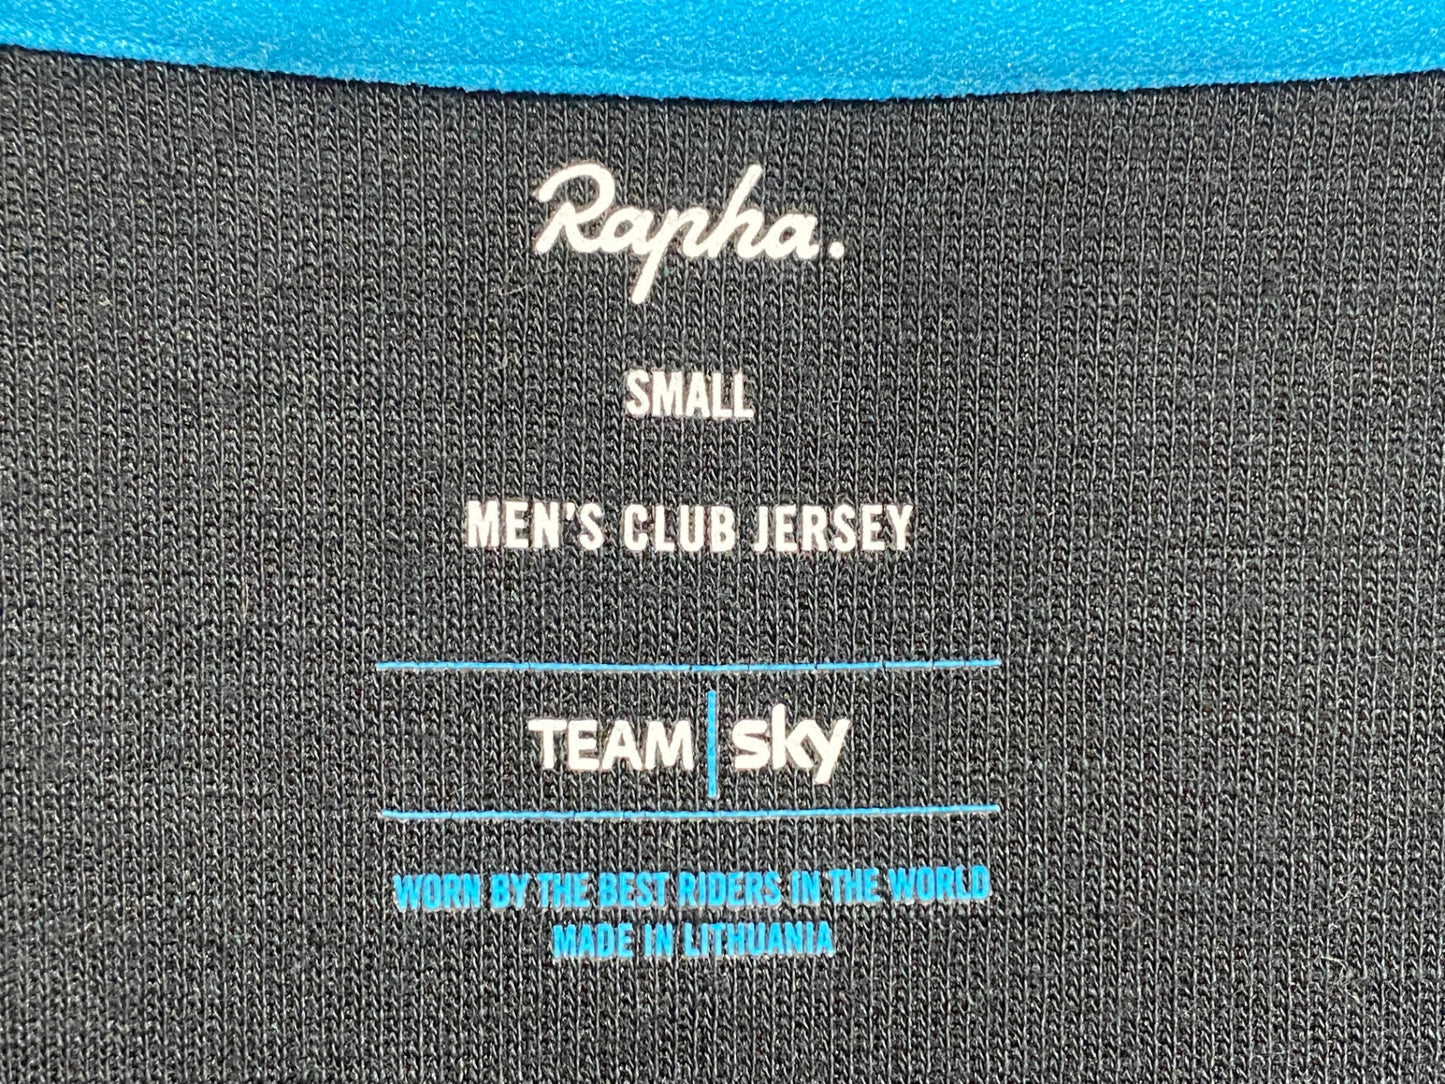 Rapha.
SMALL
MEN'S CLUB JERSEY
TEAM sky
WORN BY THE BEST RIDERS IN THE WORLD
MADE IN LITHUANIA